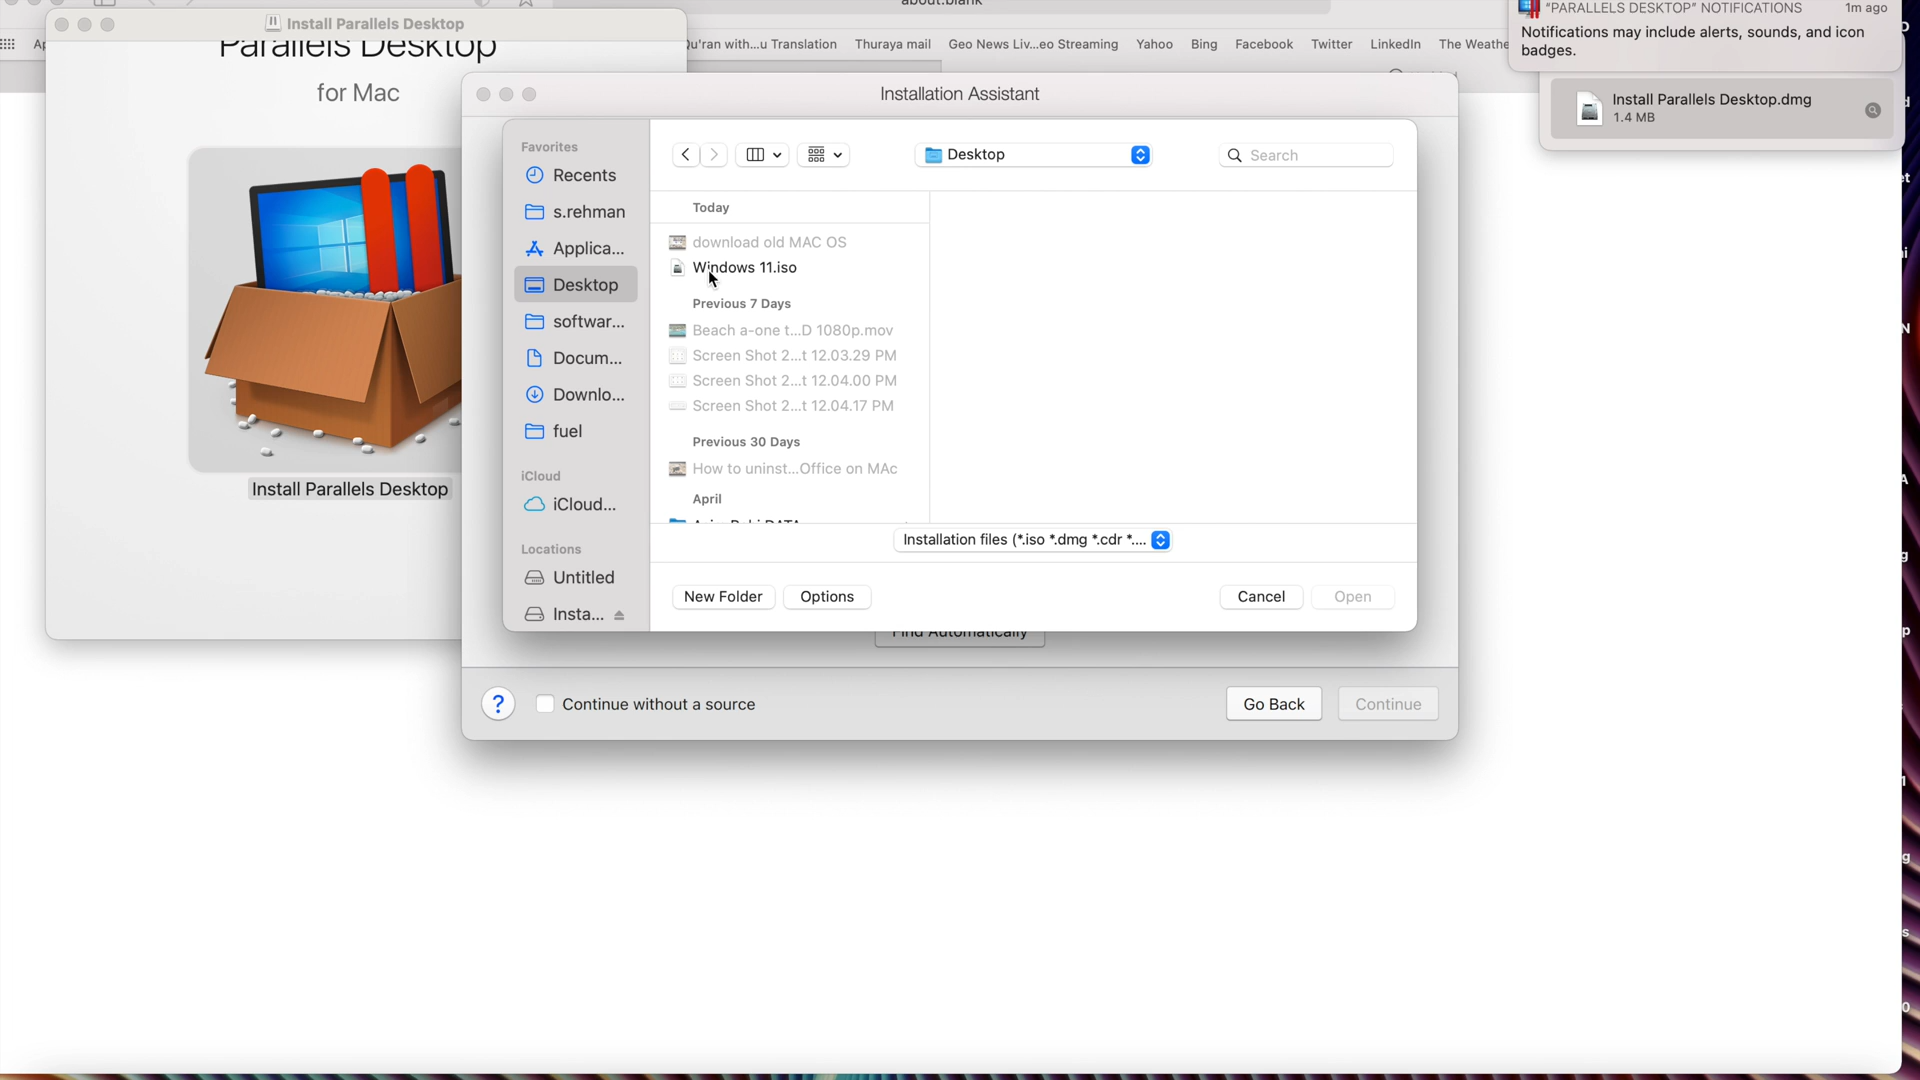 about:blank
Qu'ran with...u Translation
Thuraya mail
Geo News Liv...eo Streaming
Yahoo
Bing
Facebook
Twitter
LinkedIn
The Weathe
Install Parallels Desktop
Parallels Desktop
for Mac
Install Parallels Desktop
"PARALLELS DESKTOP" NOTIFICATIONS
1m ago
Notifications may include alerts, sounds, and icon
badges.
Install Parallels Desktop.dmg
1.4 MB
Installation Assistant
Favorites
Recents
s.rehman
Applica...
Desktop
softwar...
Docum...
Downlo...
fuel
iCloud
iCloud...
Locations
Untitled
Insta...
Desktop
Search
Today
download old MAC OS
Windows 11.iso
Previous 7 Days
Beach a-one t...D 1080p.mov
Screen Shot 2...t 12.03.29 PM
Screen Shot 2...t 12.04.00 PM
Screen Shot 2...t 12.04.17 PM
Previous 30 Days
How to uninst...Office on MAc
April
Installation files (*.iso *.dmg *.cdr *....
New Folder
Options
Cancel
Open
Find Automatically
?
Continue without a source
Go Back
Continue